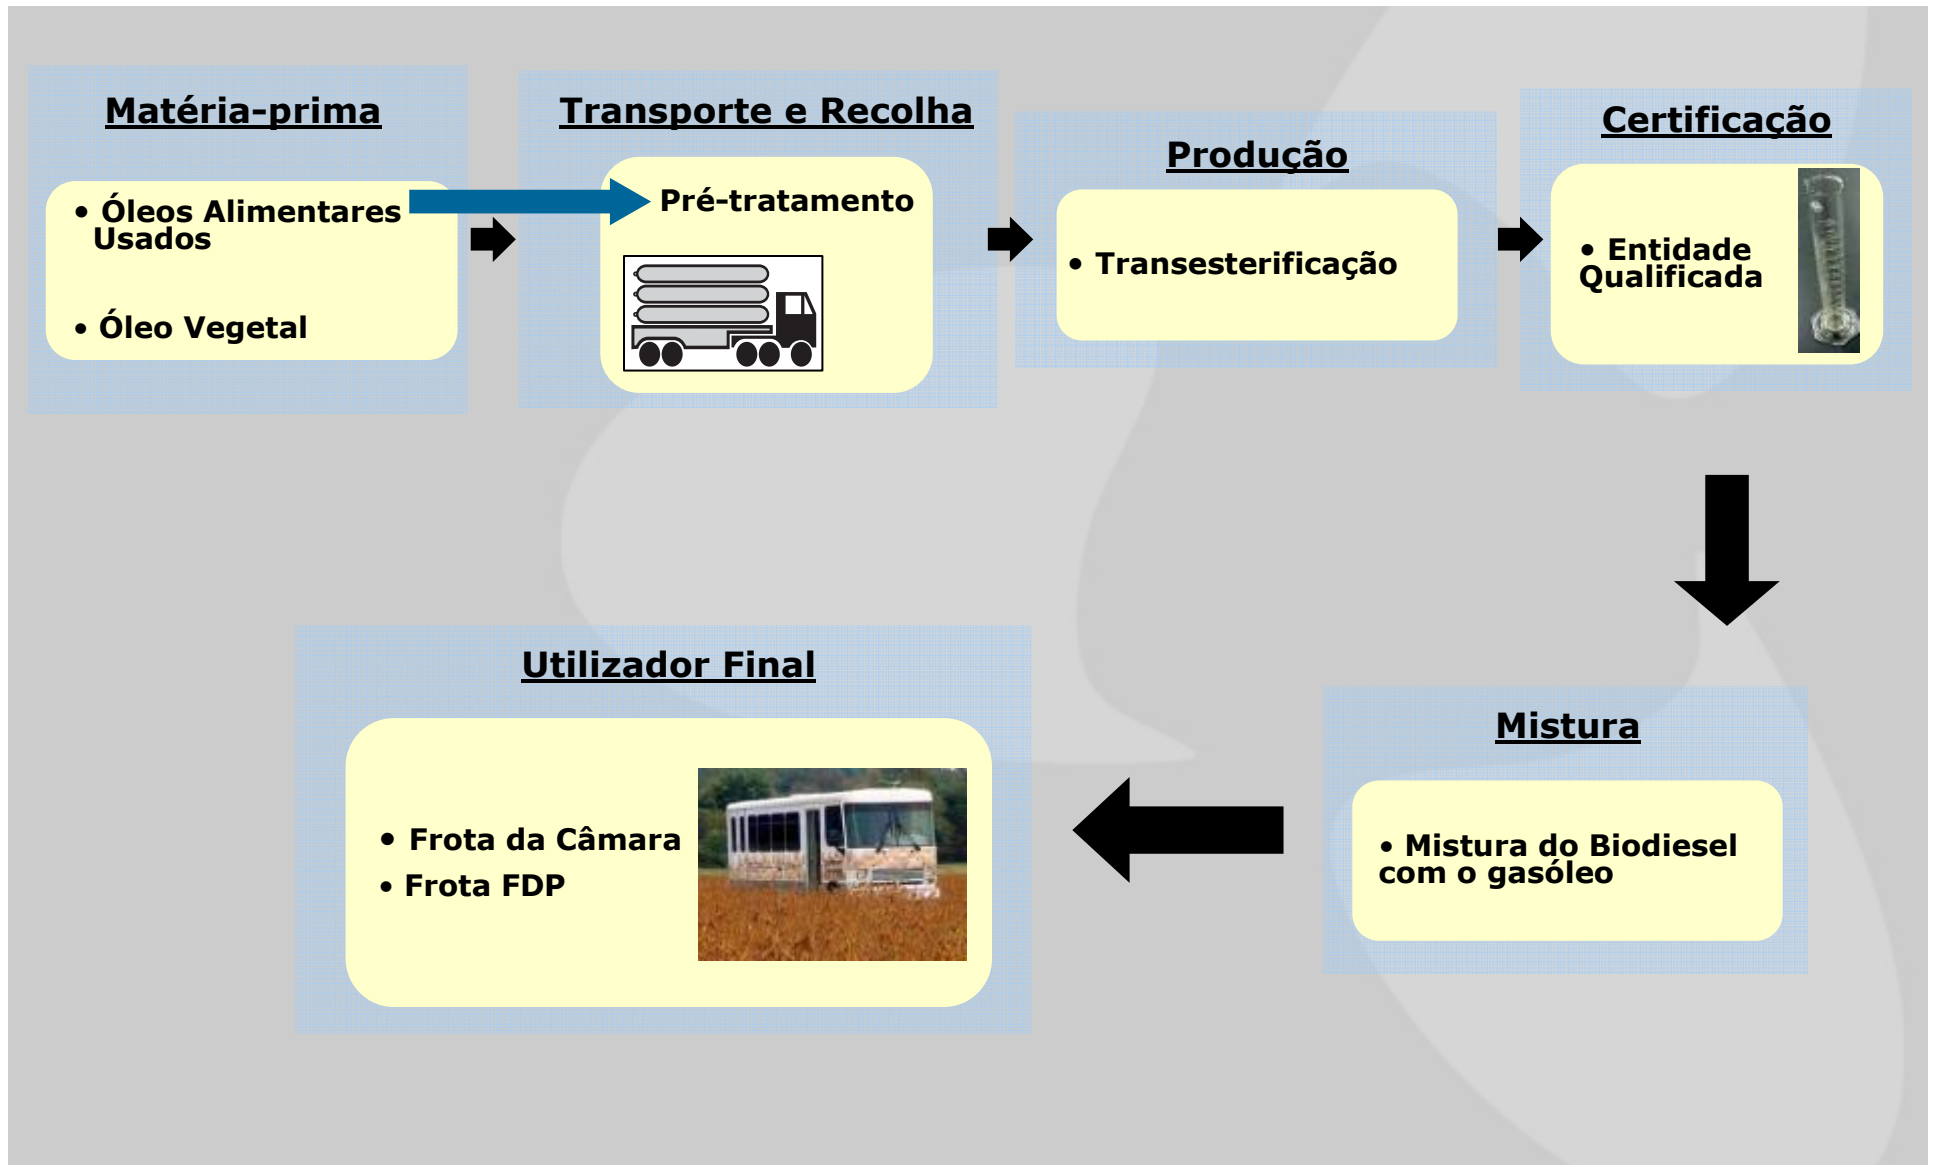 Matéria-prima
• Óleos Alimentares
Usados
• Óleo Vegetal
Transporte e Recolha
Pré-tratamento
Produção
• Transesterificação
Certificação
• Entidade
Qualificada
Utilizador Final
• Frota da Câmara
• Frota FDP
Mistura
• Mistura do Biodiesel
com o gasóleo